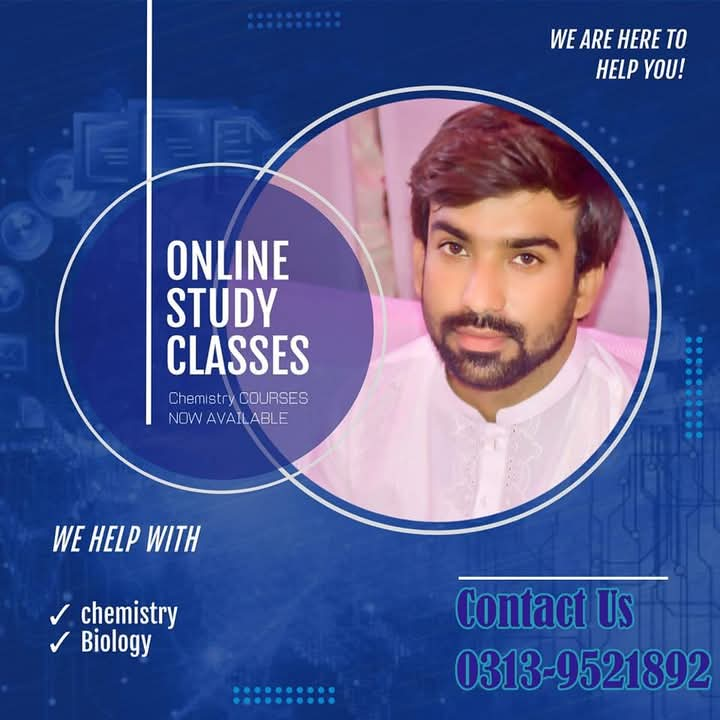 WE ARE HERE TO
HELP YOU!
ONLINE
STUDY
CLASSES
Chemistry COURSES
NOW AVAILABLE
WE HELP WITH
✓ chemistry
✓ Biology
Contact Us
0313-9521892